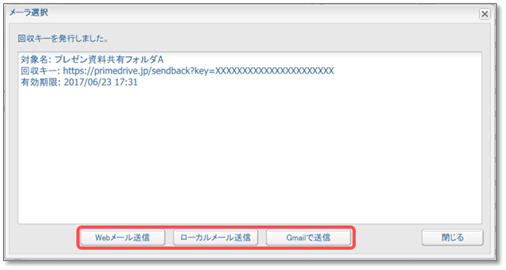 メーラ選択
回収キーを発行しました。
対象名: プレゼン資料共有フォルダA
回収キー: https://primedrive.jp/sendback?key=XXXXXXXXXXXXXXXXXXXXXX
有効期限: 2017/06/23 17:31
Webメール送信 ローカルメール送信 Gmailで送信 閉じる